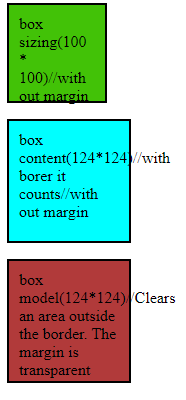 box
sizing(100
*
100)//with
out margin
box
content(124*124)//with
borer it
counts//with
out margin
box
model(124*124)//Clears
an area outside
the border. The
margin is
transparent